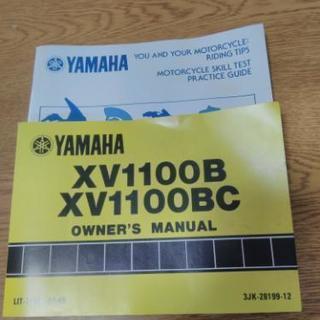 YAMAHA
YOU AND YOUR MOTORCYCLE:
RIDING TIPS
MOTORCYCLE SKILL TEST
PRACTICE GUIDE
YAMAHA
XV1100B
XV1100BC
OWNER'S MANUAL
3JK-28199-12